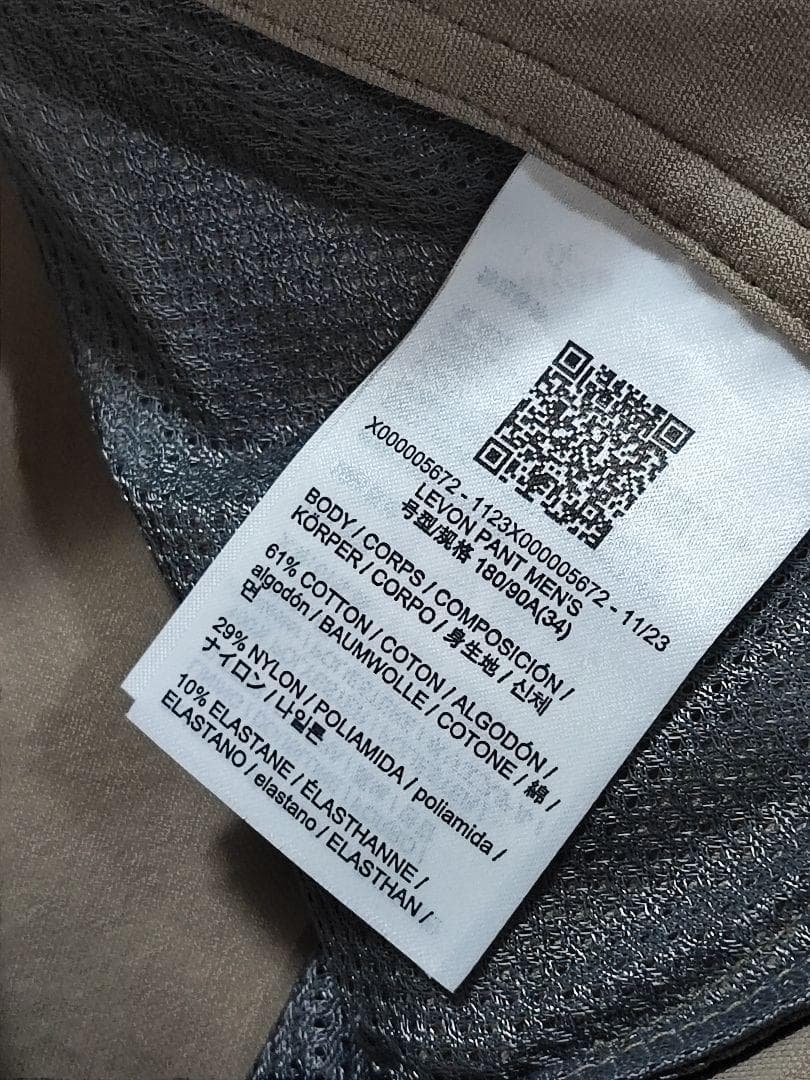 X000005672 - 1123X000005672 - 11/23
LEVON PANT MEN'S
号型/规格 180/90A(34)
BODY / CORPS / COMPOSICIÓN /
KÖRPER / CORPO / 身生地 / 신체
61% COTTON / COTON / ALGODÓN /
algodón / BAUMWOLLE / COTONE / 綿 /
면
29% NYLON / POLIAMIDA / poliamida /
ナイロン / 나일론
10% ELASTANE / ÉLASTHANNE /
ELASTANO / elastano / ELASTHAN /